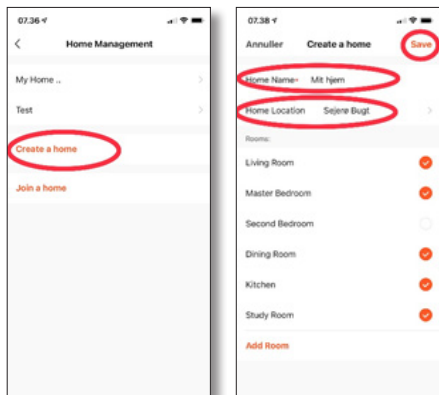 07.36
Home Management
My Home ..
Test
Create a home
Join a home
07.38
Annuller Create a home Save
Home Name* Mit hjem
Home Location Sejerø Bugt
Rooms:
Living Room
Master Bedroom
Second Bedroom
Dining Room
Kitchen
Study Room
Add Room